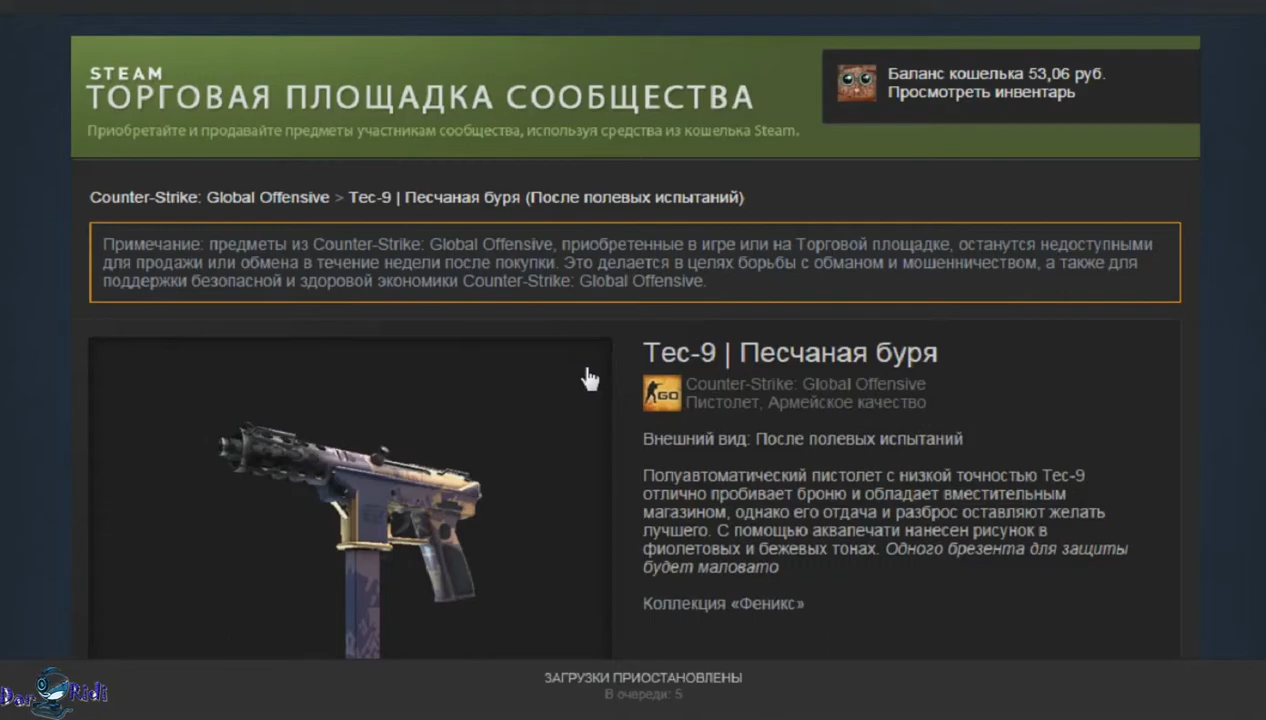 STEAM
ТОРГОВАЯ ПЛОЩАДКА СООБЩЕСТВА
Приобретайте и продавайте предметы участникам сообщества, используя средства из кошелька Steam.
Баланс кошелька 53,06 руб.
Просмотреть инвентарь
Counter-Strike: Global Offensive > Tec-9 | Песчаная буря (После полевых испытаний)
Примечание: предметы из Counter-Strike: Global Offensive, приобретенные в игре или на Торговой площадке, останутся недоступными
для продажи или обмена в течение недели после покупки. Это делается в целях борьбы с обманом и мошенничеством, а также для
поддержки безопасной и здоровой экономики Counter-Strike: Global Offensive.
Tec-9 | Песчаная буря
GO
Counter-Strike: Global Offensive
Пистолет, Армейское качество
Внешний вид: После полевых испытаний
Полуавтоматический пистолет с низкой точностью Tec-9
отлично пробивает броню и обладает вместительным
магазином, однако его отдача и разброс оставляют желать
лучшего. С помощью аквапечати нанесен рисунок в
фиолетовых и бежевых тонах. Одного брезента для защиты
будет маловато
Коллекция «Феникс»
ЗАГРУЗКИ ПРИОСТАНОВЛЕНЫ
В очереди: 5
Dar Ridi